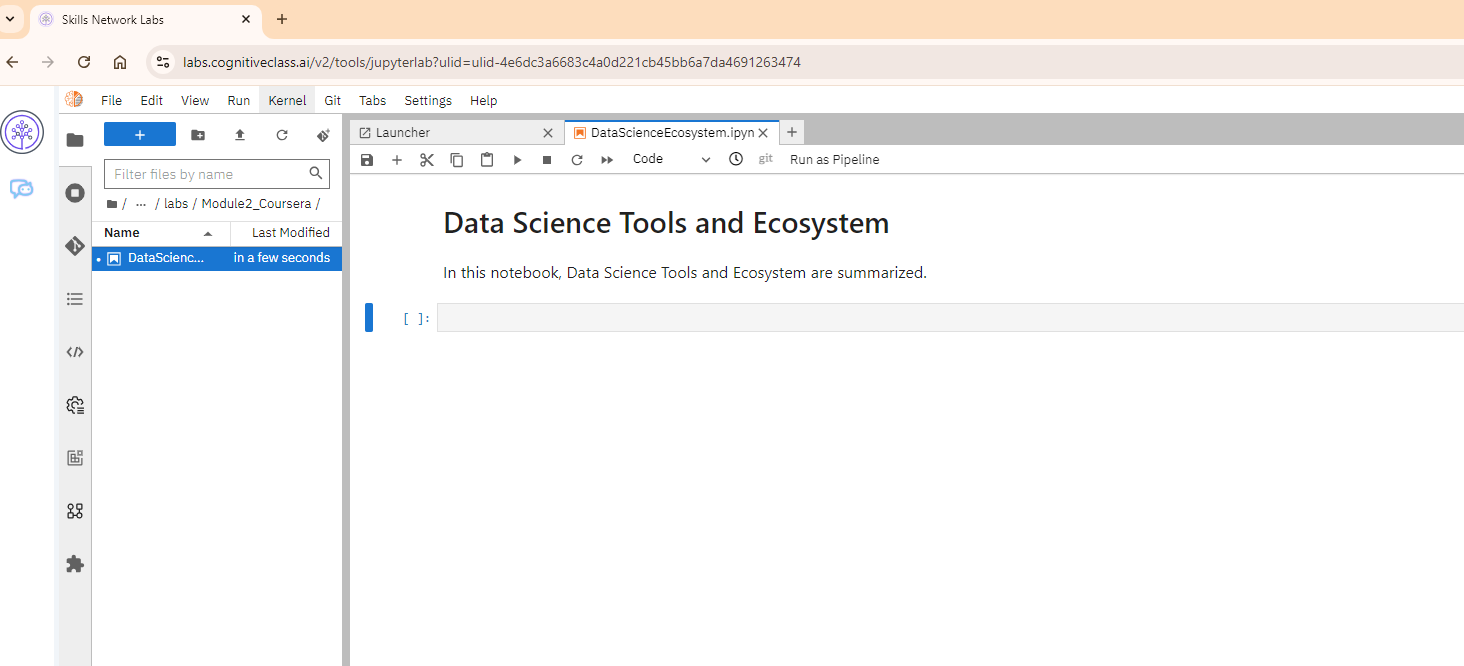 Skills Network Labs
labs.cognitiveclass.ai/v2/tools/jupyterlab?ulid=ulid-4e6dc3a6683c4a0d221cb45bb6a7da4691263474
File Edit View Run Kernel Git Tabs Settings Help
Launcher DataScienceEcosystem.ipyn
Code git Run as Pipeline
Filter files by name
/ ... / labs / Module2_Coursera /
Name Last Modified
DataScienc... in a few seconds
Data Science Tools and Ecosystem
In this notebook, Data Science Tools and Ecosystem are summarized.
[ ]: